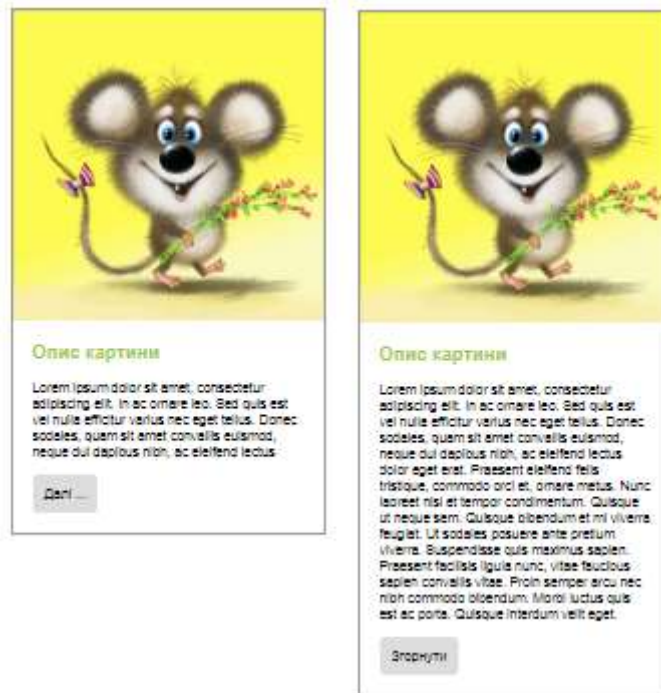 Опис картини
Lorem ipsum dolor sit amet, consectetur
adipiscing elit. In ac ornare leo. Sed quis est
vel nulla efficitur varius nec eget tellus. Donec
sodales, quam sit amet convallis euismod,
neque dui dapibus nibh, ac eleifend lectus
Далі ...
Опис картини
Lorem ipsum dolor sit amet, consectetur
adipiscing elit. In ac ornare leo. Sed quis est
vel nulla efficitur varius nec eget tellus. Donec
sodales, quam sit amet convallis euismod,
neque dui dapibus nibh, ac eleifend lectus
dolor eget erat. Praesent eleifend felis
tristique, commodo orci et, ornare metus. Nunc
laoreet nisl et tempor condimentum. Quisque
ut neque sem. Quisque bibendum et mi viverra
feugiat. Ut sodales posuere ante pretium
viverra. Suspendisse quis maximus sapien.
Praesent facilisis ligula nunc, vitae faucibus
sapien convallis vitae. Proin semper arcu nec
nibh commodo bibendum. Morbi luctus quis
est ac porta. Quisque interdum velit eget.
Згорнути